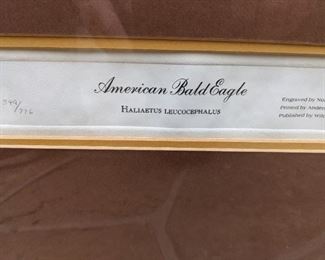 American Bald Eagle
HALIAETUS LEUCOCEPHALUS
Engraved by
Printed by
Published by